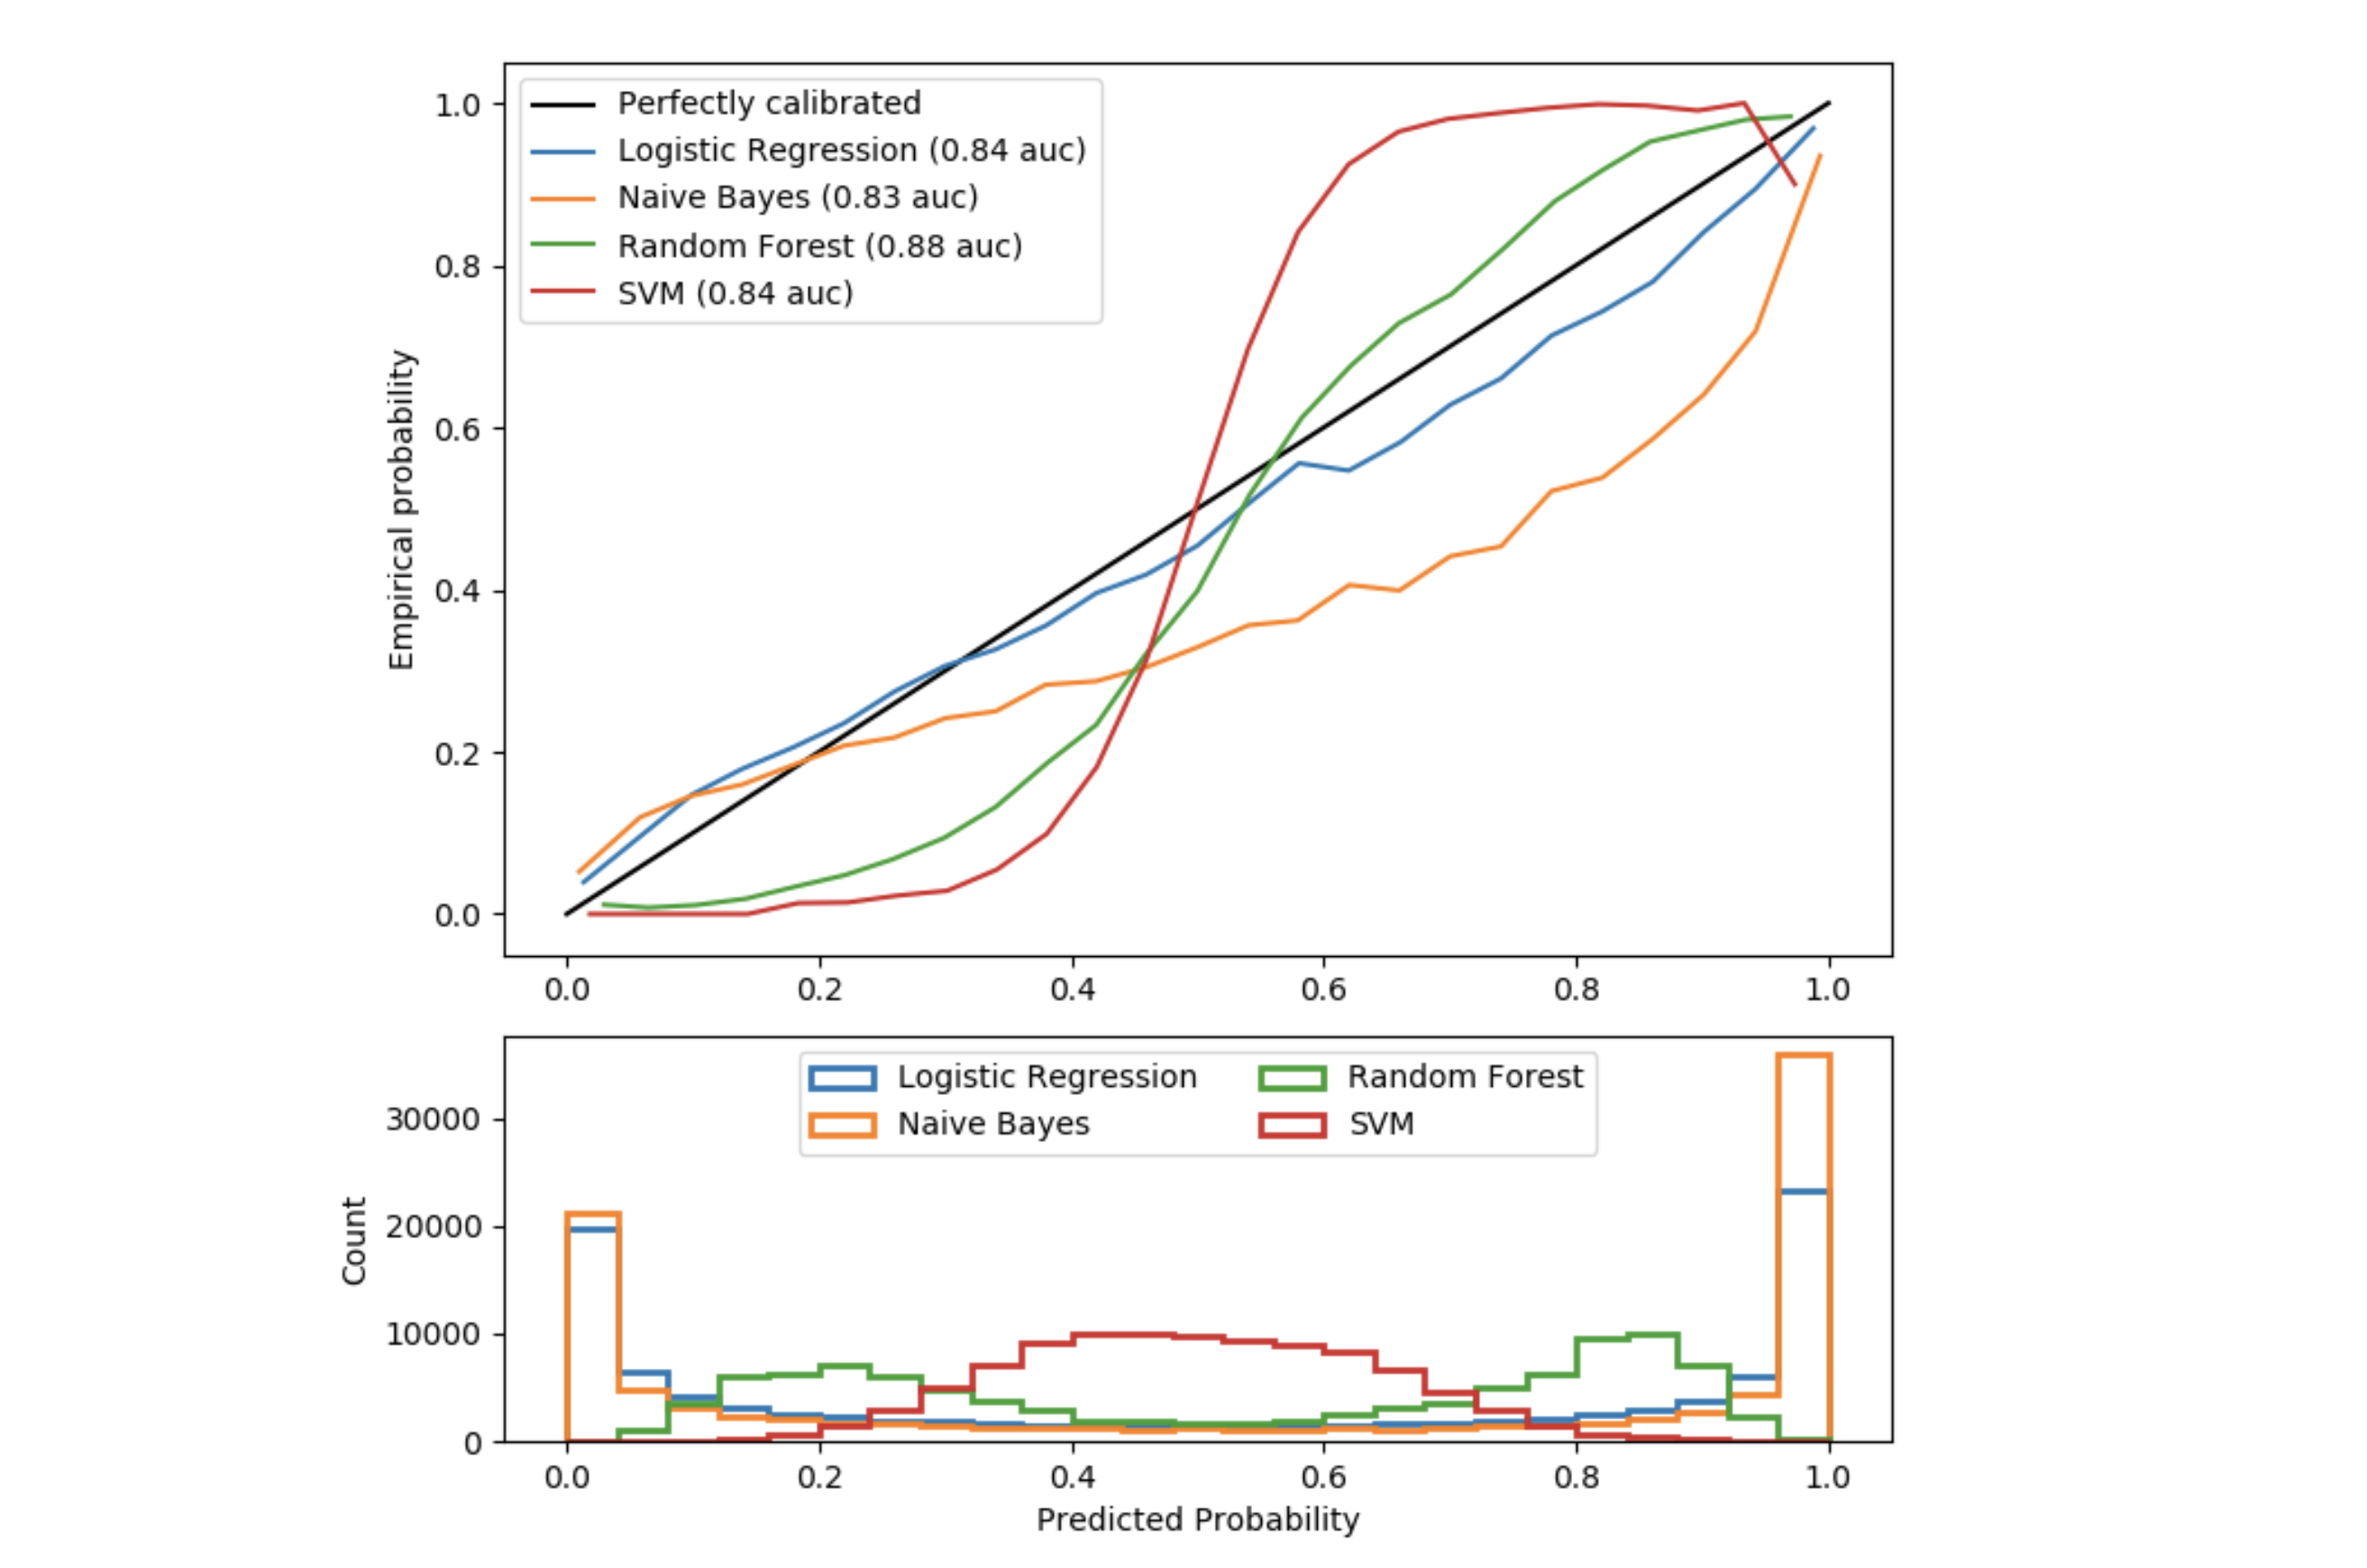 Perfectly calibrated
Logistic Regression (0.84 auc)
Naive Bayes (0.83 auc)
Random Forest (0.88 auc)
SVM (0.84 auc)
Empirical probability
1.0
0.8
0.6
0.4
0.2
0.0
0.0 0.2 0.4 0.6 0.8 1.0
Logistic Regression Random Forest
Naive Bayes SVM
Count
30000
20000
10000
0
0.0 0.2 0.4 0.6 0.8 1.0
Predicted Probability